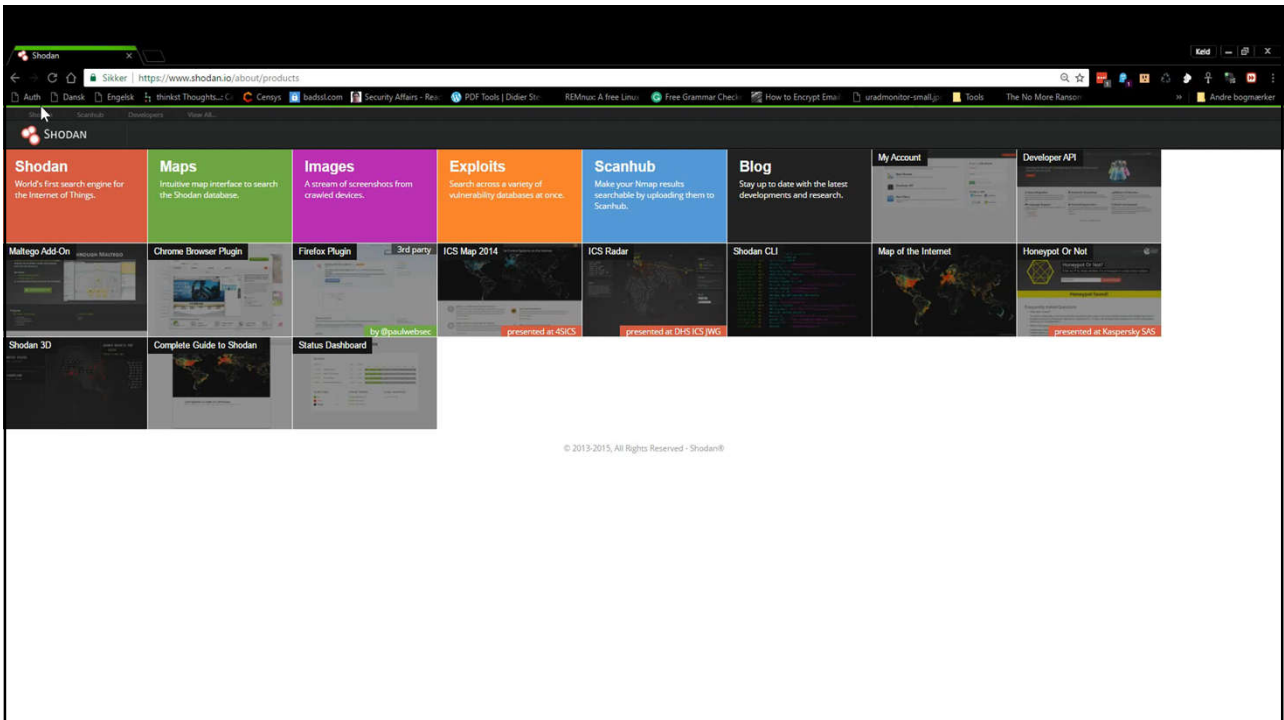 Shodan
Keld
Sikker
https://www.shodan.io/about/products
Auth
Dansk
Engelsk
thinkst Thoughts...:
Censys
badssl.com
Security Affairs - Rea
PDF Tools | Didier Ste
REMnux: A free Linu
Free Grammar Check
How to Encrypt Emai
uradmonitor-small.jp
Tools
The No More Ransom
»
Andre bogmærker
Scanhub
Developers
View All...
SHODAN
Shodan
World's first search engine for
the Internet of Things.
Maps
Intuitive map interface to search
the Shodan database.
Images
A stream of screenshots from
crawled devices.
Exploits
Search across a variety of
vulnerability databases at once.
Scanhub
Make your Nmap results
searchable by uploading them to
Scanhub.
Blog
Stay up to date with the latest
developments and research.
My Account
Developer API
Maltego Add-On
Chrome Browser Plugin
Firefox Plugin
3rd party
by @paulwebsec
ICS Map 2014
presented at 4SICS
ICS Radar
presented at DHS ICS JWG
Shodan CLI
Map of the Internet
Honeypot Or Not
presented at Kaspersky SAS
Shodan 3D
Complete Guide to Shodan
Status Dashboard
© 2013-2015, All Rights Reserved - Shodan®